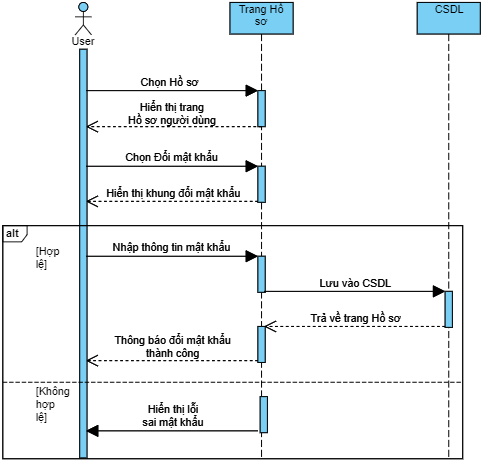 User
Trang Hồ
sơ
CSDL
Chọn Hồ sơ
Hiển thị trang
Hồ sơ người dùng
Chọn Đổi mật khẩu
Hiển thị khung đổi mật khẩu
alt
[Hợp
lệ]
Nhập thông tin mật khẩu
Lưu vào CSDL
Trả về trang Hồ sơ
Thông báo đổi mật khẩu
thành công
[Không
hợp
lệ]
Hiển thị lỗi
sai mật khẩu